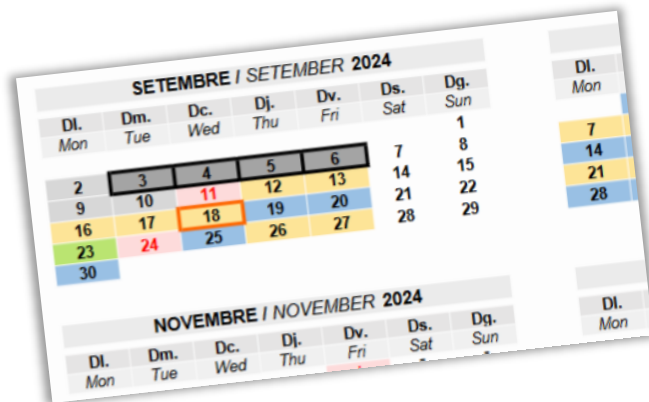 SETEMBRE / SETEMBER 2024
Dl. Dm. Dc. Dj. Dv. Ds. Dg.
Mon Tue Wed Thu Fri Sat Sun
1
2 3 4 5 6 7 8
9 10 11 12 13 14 15
16 17 18 19 20 21 22
23 24 25 26 27 28 29
30
NOVEMBRE / NOVEMBER 2024
Dl. Dm. Dc. Dj. Dv. Ds. Dg.
Mon Tue Wed Thu Fri Sat Sun
Dl.
Mon
7
14
21
28
Dl.
Mon